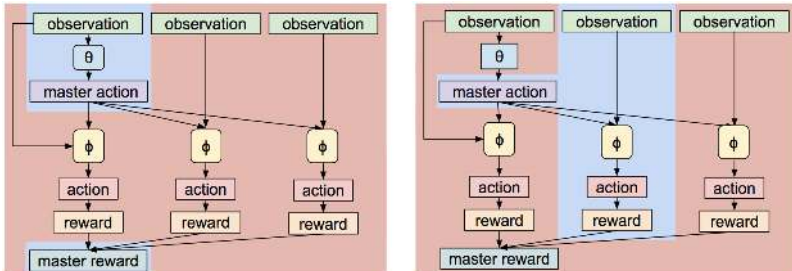 observation observation observation
θ
master action
ϕ ϕ ϕ
action action action
reward reward reward
master reward
observation observation observation
θ
master action
ϕ ϕ ϕ
action action action
reward reward reward
master reward